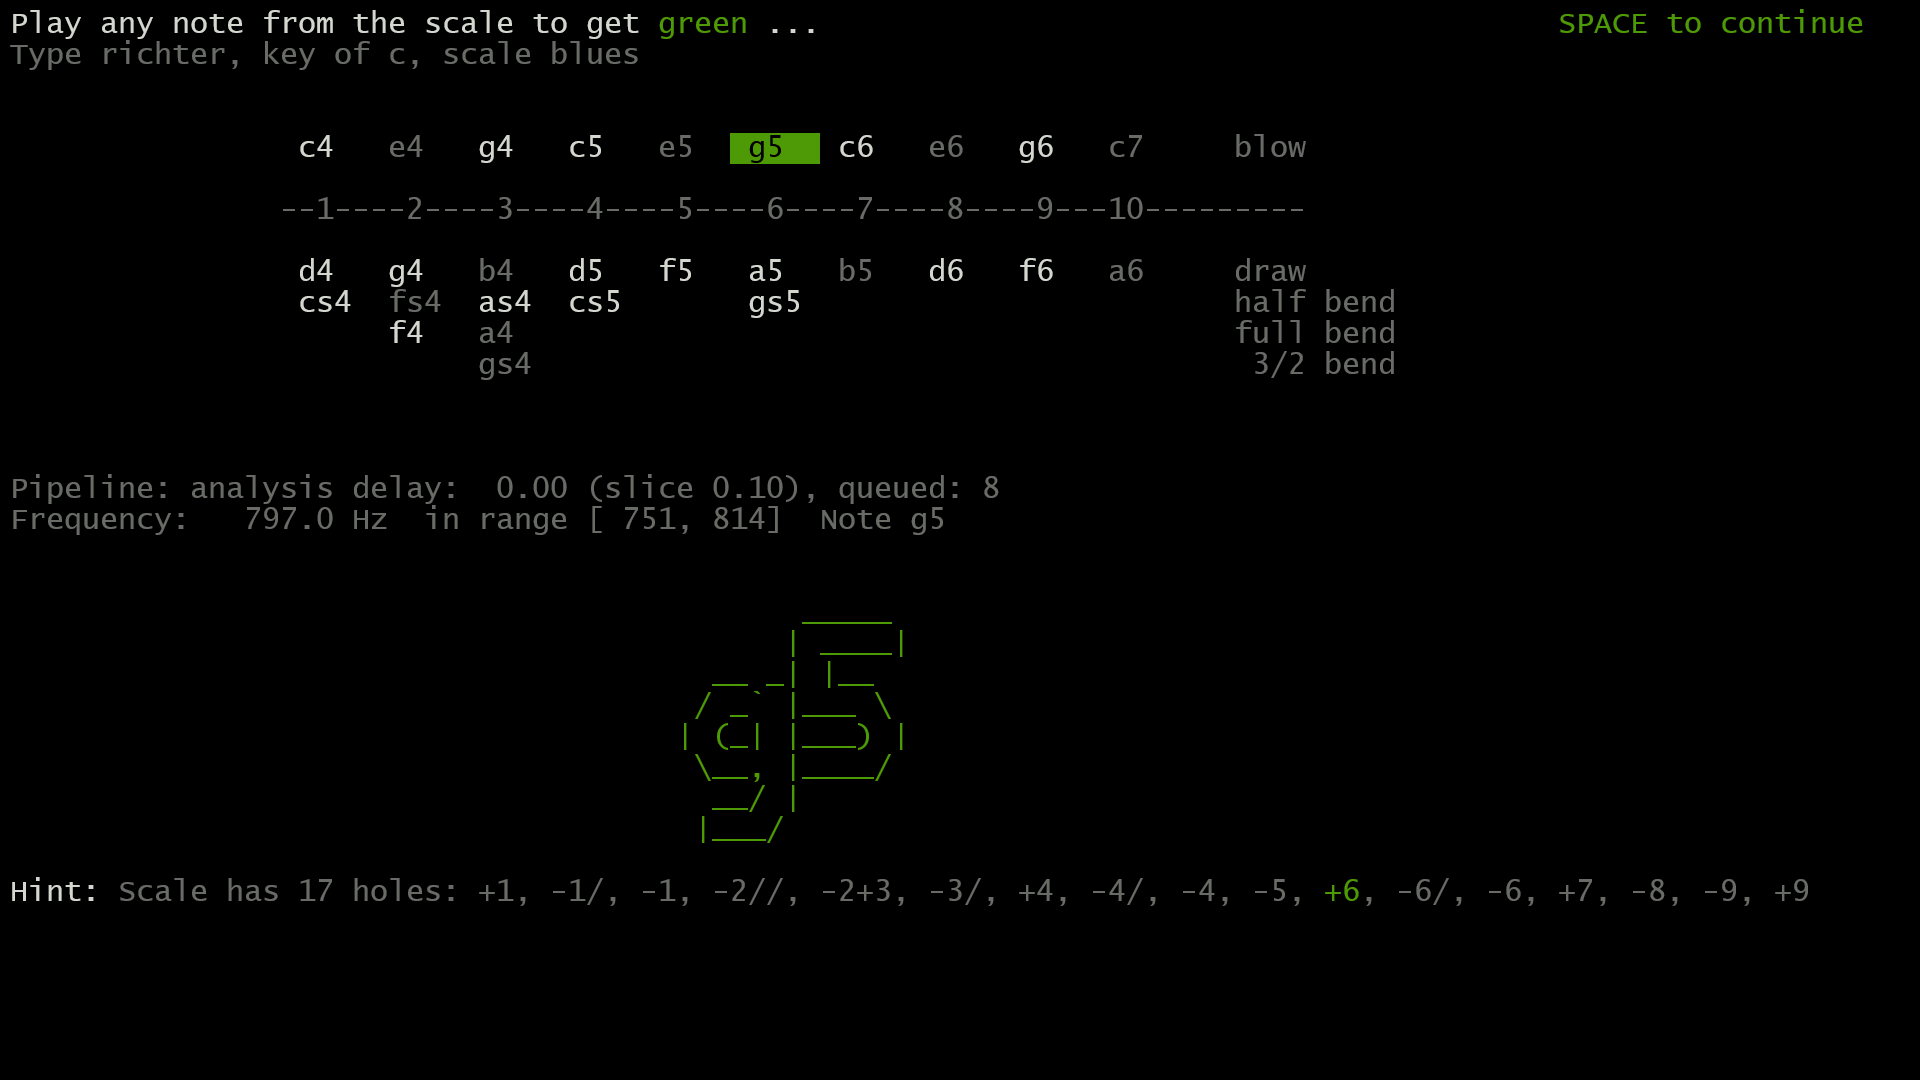 Play any note from the scale to get green ... SPACE to continue
Type richter, key of c, scale blues
c4 e4 g4 c5 e5 g5 c6 e6 g6 c7 blow
--1----2----3----4----5----6----7----8----9---10---------
d4 g4 b4 d5 f5 a5 b5 d6 f6 a6 draw
cs4 fs4 as4 cs5 gs5 half bend
f4 a4 full bend
gs4 3/2 bend
Pipeline: analysis delay: 0.00 (slice 0.10), queued: 8
Frequency: 797.0 Hz in range [ 751, 814] Note g5
g5
Hint: Scale has 17 holes: +1, -1/, -1, -2//, -2+3, -3/, +4, -4/, -4, -5, +6, -6/, -6, +7, -8, -9, +9